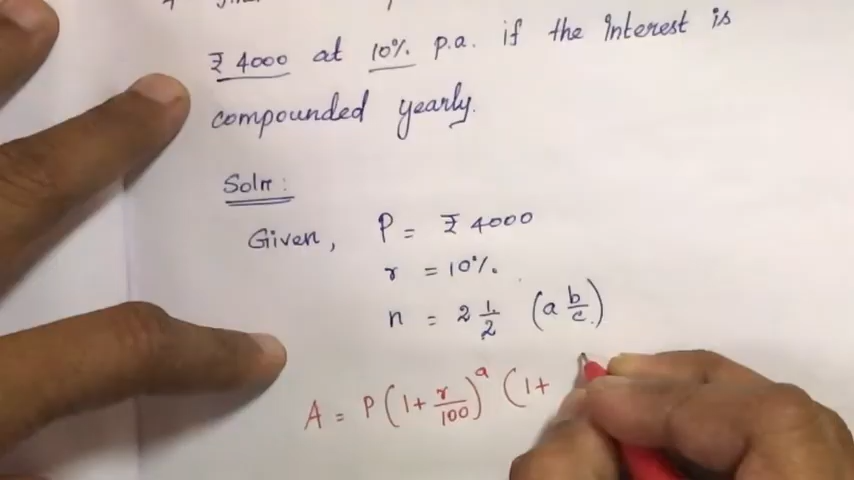 ₹ 4000 at 10% p.a. if the Interest is
compounded yearly.
Soln:
Given, P = ₹ 4000
r = 10%.
n = 2 1/2 (a b/c)
A = P(1+ r/100)^a (1+